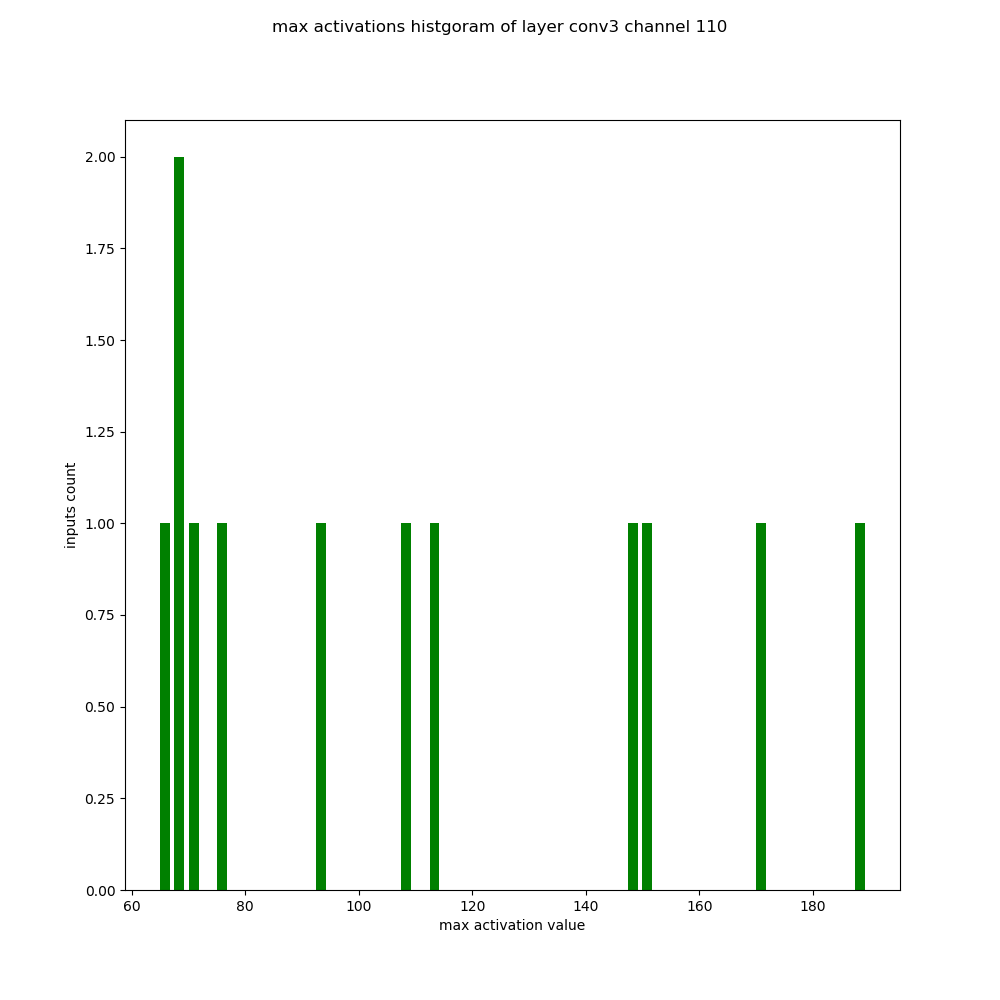 max activations histgoram of layer conv3 channel 110
2.00
1.75
1.50
1.25
1.00
0.75
0.50
0.25
0.00
inputs count
60 80 100 120 140 160 180
max activation value